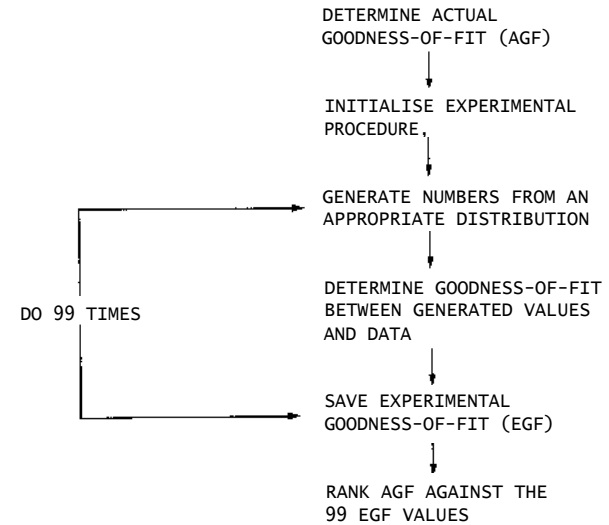 DETERMINE ACTUAL
GOODNESS-OF-FIT (AGF)
INITIALISE EXPERIMENTAL
PROCEDURE,
GENERATE NUMBERS FROM AN
APPROPRIATE DISTRIBUTION
DETERMINE GOODNESS-OF-FIT
BETWEEN GENERATED VALUES
AND DATA
DO 99 TIMES
SAVE EXPERIMENTAL
GOODNESS-OF-FIT (EGF)
RANK AGF AGAINST THE
99 EGF VALUES